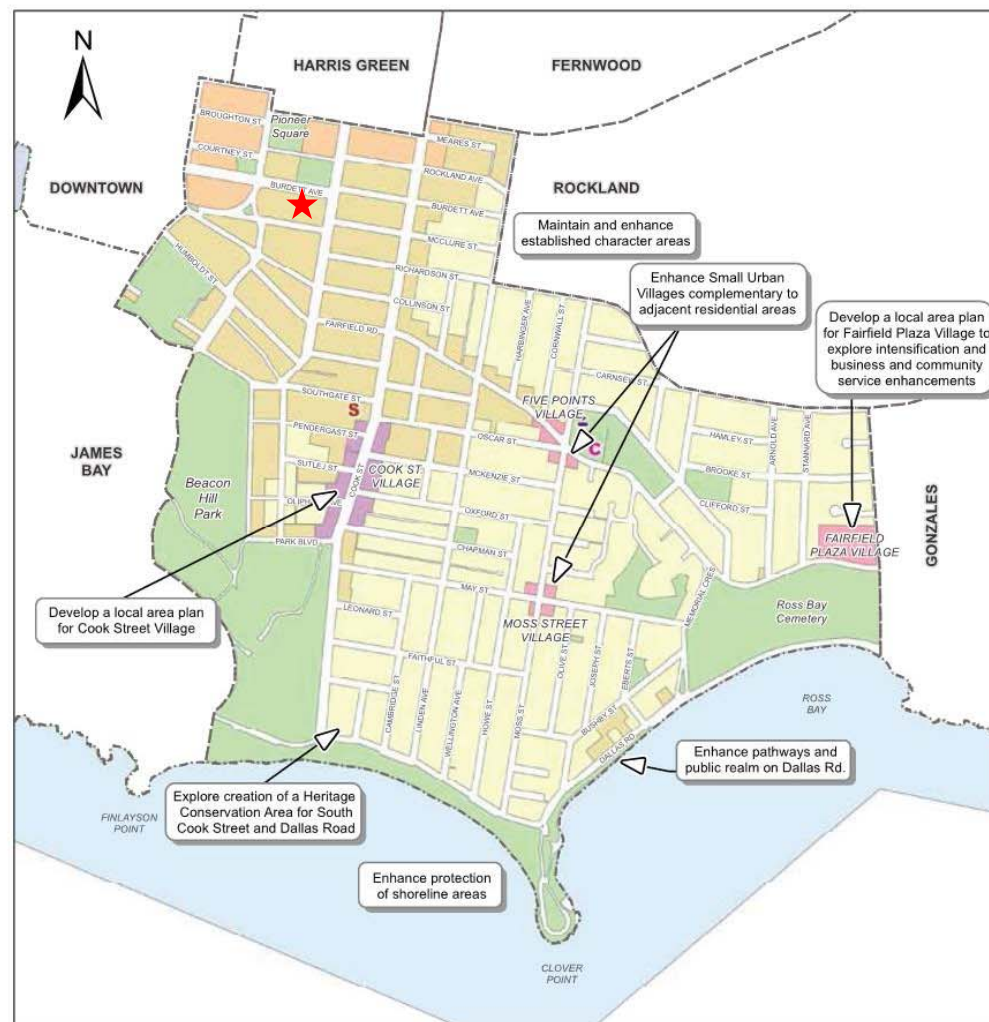 N
HARRIS GREEN
FERNWOOD
BROUGHTON ST
Pioneer
Square
COURTNEY ST
MEARES ST
DOWNTOWN
ROCKLAND AVE
ROCKLAND
BURDETT AVE
BURDETT AVE
MCCLURE ST
Maintain and enhance
established character areas
HUMBOLDT ST
RICHARDSON ST
Enhance Small Urban
Villages complementary to
adjacent residential areas
COLLINSON ST
HARBINGER AVE
CORNWALL ST
Develop a local area plan
for Fairfield Plaza Village to
explore intensification and
business and community
service enhancements
FAIRFIELD RD
CARNSEW ST
SOUTHGATE ST
FIVE POINTS
VILLAGE
S
ARNOLD AVE
STANNARD AVE
PENDERGAST ST
OSCAR ST
C
HAMLEY ST
JAMES
BAY
SUTLEJ ST
COOK ST
COOK ST.
VILLAGE
MCKENZIE ST
BROOKE ST
Beacon
Hill
Park
OXFORD ST
CLIFFORD ST
GONZALES
PARK BLVD
CHAPMAN ST
FAIRFIELD
PLAZA VILLAGE
MAY ST
MEMORIAL CRES
Develop a local area plan
for Cook Street Village
LEONARD ST
MOSS STREET
VILLAGE
Ross Bay
Cemetery
FAITHFUL ST
OLIVE ST
JOSEPH ST
EBERTS ST
CAMBRIDGE ST
LINDEN AVE
WELLINGTON AVE
HOWE ST
MOSS ST
BUSHBY ST
ROSS
BAY
DALLAS RD
Enhance pathways and
public realm on Dallas Rd.
Explore creation of a Heritage
Conservation Area for South
Cook Street and Dallas Road
FINLAYSON
POINT
Enhance protection
of shoreline areas
CLOVER
POINT